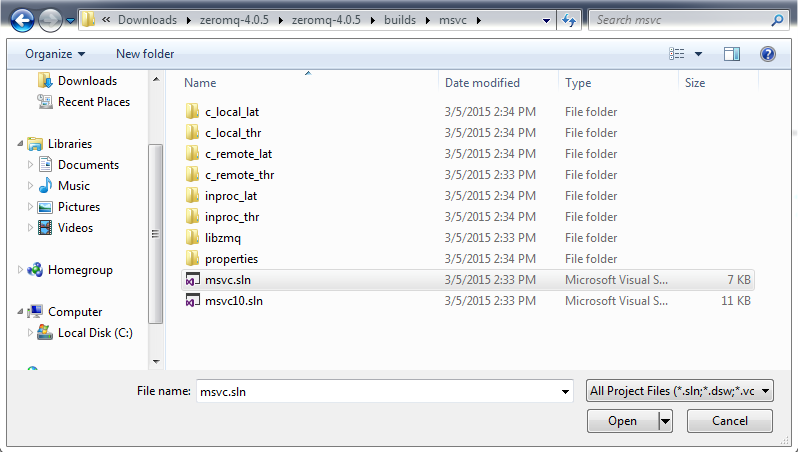 « Downloads ▸ zeromq-4.0.5 ▸ zeromq-4.0.5 ▸ builds ▸ msvc ▸ Search msvc
Organize ▾ New folder
Name Date modified Type Size
Downloads
Recent Places
Libraries
Documents
Music
Pictures
Videos
Homegroup
Computer
Local Disk (C:)
c_local_lat 3/5/2015 2:34 PM File folder
c_local_thr 3/5/2015 2:34 PM File folder
c_remote_lat 3/5/2015 2:34 PM File folder
c_remote_thr 3/5/2015 2:33 PM File folder
inproc_lat 3/5/2015 2:34 PM File folder
inproc_thr 3/5/2015 2:34 PM File folder
libzmq 3/5/2015 2:33 PM File folder
properties 3/5/2015 2:34 PM File folder
msvc.sln 3/5/2015 2:33 PM Microsoft Visual S... 7 KB
msvc10.sln 3/5/2015 2:33 PM Microsoft Visual S... 11 KB
File name: msvc.sln All Project Files (*.sln;*.dsw;*.vc
Open Cancel